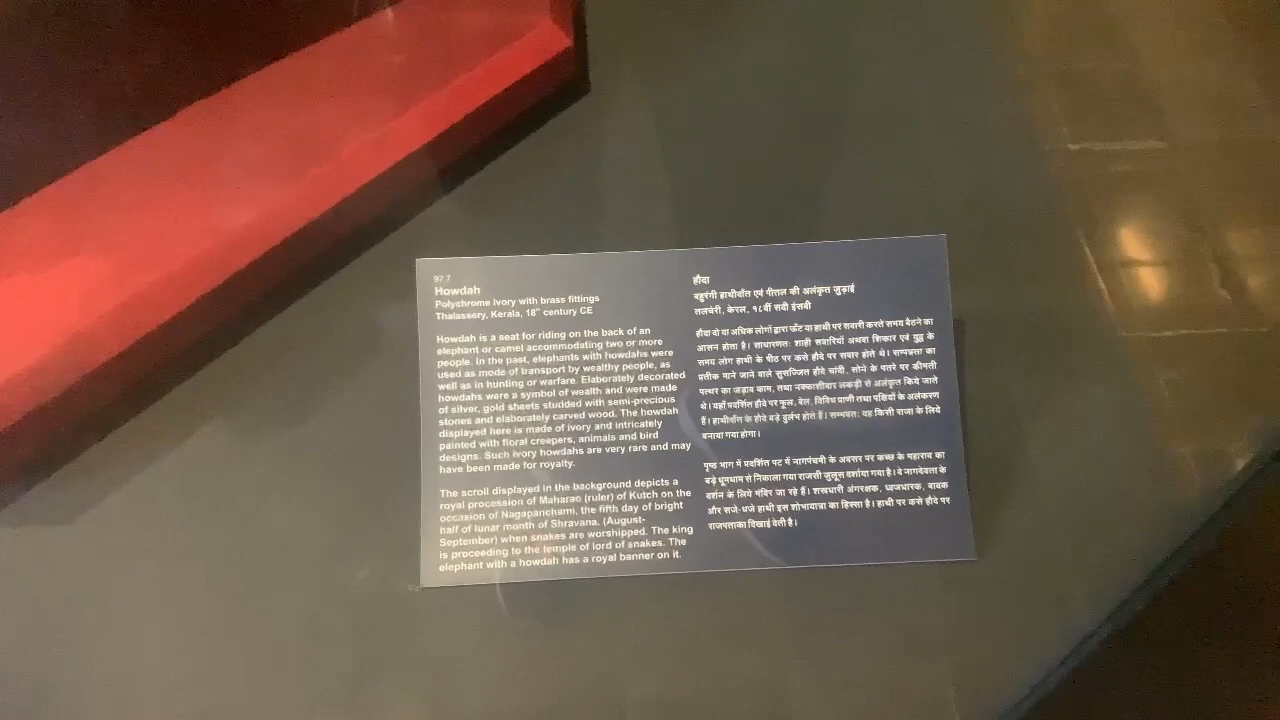 97.7
Howdah
Polychrome Ivory with brass fittings
Thalassery, Kerala, 18th century CE
Howdah is a seat for riding on the back of an
elephant or camel accommodating two or more
people. In the past, elephants with howdahs were
used as mode of transport by wealthy people, as
well as in hunting or warfare. Elaborately decorated
howdahs were a symbol of wealth and were made
of silver, gold sheets studded with semi-precious
stones and elaborately carved wood. The howdah
displayed here is made of ivory and intricately
painted with floral creepers, animals and bird
designs. Such ivory howdahs are very rare and may
have been made for royalty.
The scroll displayed in the background depicts a
royal procession of Maharao (ruler) of Kutch on the
occasion of Nagapanchami, the fifth day of bright
half of lunar month of Shravana, (August-
September) when snakes are worshipped. The king
is proceeding to the temple of lord of snakes. The
elephant with a howdah has a royal banner on it.
हौदा
बहुरंगी हाथीदाँत एवं पीतल की अलंकृत जुड़ाई
तलचेरी, केरल, १८वीं सदी ईसवी
हौदा दो या अधिक लोगों द्वारा ऊँट या हाथी पर सवारी करते समय बैठने का
आसन होता है। साधारणतः शाही सवारियों अथवा शिकार एवं युद्ध के
समय लोग हाथी के पीठ पर कसे हौदे पर सवार होते थे। सम्पन्नता का
प्रतीक माने जाने वाले सुसज्जित हौदे चांदी, सोने के पतरे पर कीमती
पत्थर का जड़ाव काम, तथा नक्काशीदार लकड़ी से अलंकृत किये जाते
थे। यहाँ प्रदर्शित हौदे पर फूल, बेल, विविध प्राणी तथा पक्षियों के अलंकरण
हैं। हाथीदाँत के हौदे बड़े दुर्लभ होते हैं। सम्भवतः यह किसी राजा के लिये
बनाया गया होगा।
पृष्ठ भाग में प्रदर्शित पट में नागपंचमी के अवसर पर कच्छ के महाराव का
बड़े धूमधाम से निकाला गया राजसी जुलूस दर्शाया गया है। वे नागदेवता के
दर्शन के लिये मंदिर जा रहे हैं। शस्त्रधारी अंगरक्षक, ध्वजधारक, वादक
और सजे-धजे हाथी इस शोभायात्रा का हिस्सा है। हाथी पर कसे हौदे पर
राजपताका दिखाई देती है।